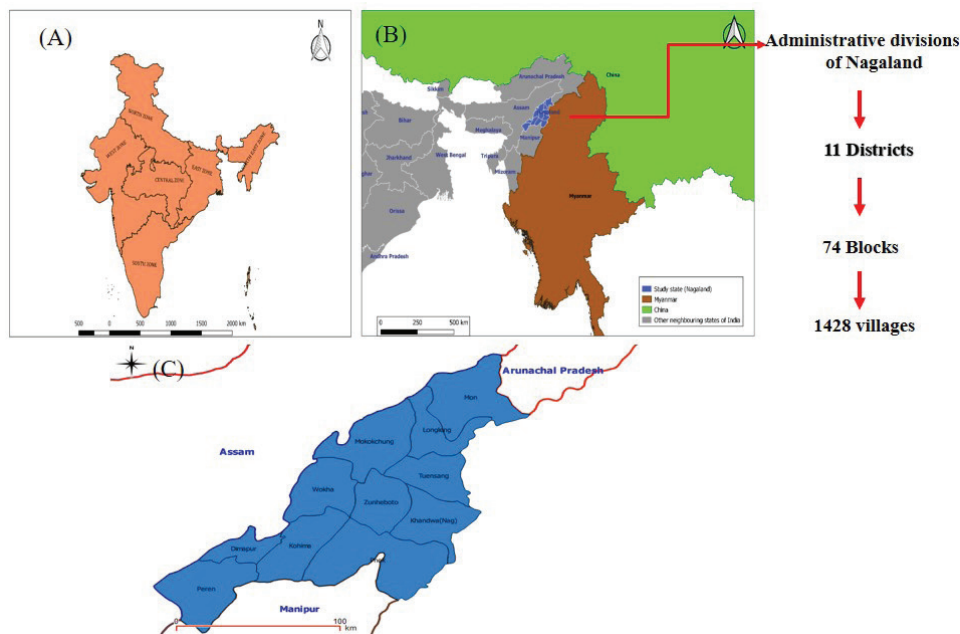 (A)
NORTH ZONE
WEST ZONE
CENTRAL ZONE
EAST ZONE
NORTH EAST ZONE
SOUTH ZONE
500 0 500 1000 1500 2000 km
(B)
China
Arunachal Pradesh
Sikkim
Assam
Bihar
Meghalaya
Manipur
Jharkhand
West Bengal
Tripura
Mizoram
Orissa
Andhra Pradesh
Myanmar
Study state (Nagaland)
Myanmar
China
Other neighbouring states of India
0 250 500 km
Administrative divisions
of Nagaland
11 Districts
74 Blocks
1428 villages
N
(C)
Arunachal Pradesh
Assam
Mon
Longleng
Mokokchung
Tuensang
Wokha
Zunheboto
Khandwa(Nag)
Dimapur
Kohima
Peren
Manipur
0 100
km